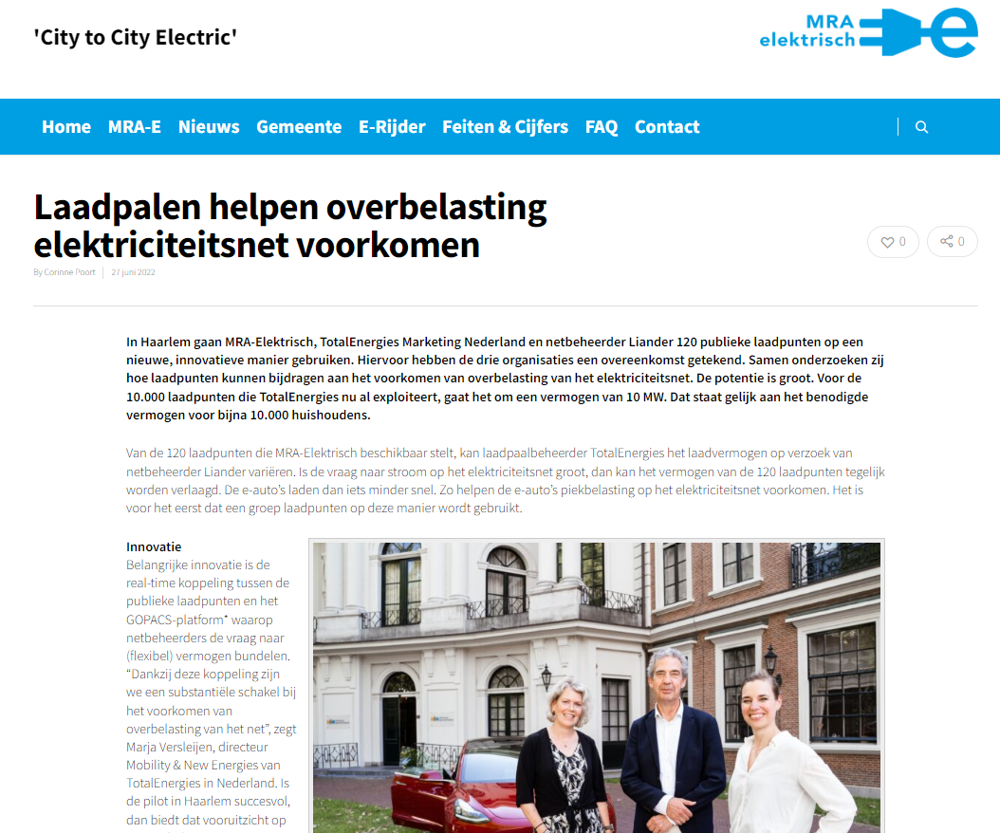 'City to City Electric'
MRA
elektrisch
Home MRA-E Nieuws Gemeente E-Rijder Feiten & Cijfers FAQ Contact
Laadpalen helpen overbelasting
elektriciteitsnet voorkomen
0 0
By Corinne Poort 27 juni 2022
In Haarlem gaan MRA-Elektrisch, TotalEnergies Marketing Nederland en netbeheerder Liander 120 publieke laadpunten op een
nieuwe, innovatieve manier gebruiken. Hiervoor hebben de drie organisaties een overeenkomst getekend. Samen onderzoeken zij
hoe laadpunten kunnen bijdragen aan het voorkomen van overbelasting van het elektriciteitsnet. De potentie is groot. Voor de
10.000 laadpunten die TotalEnergies nu al exploiteert, gaat het om een vermogen van 10 MW. Dat staat gelijk aan het benodigde
vermogen voor bijna 10.000 huishoudens.
Van de 120 laadpunten die MRA-Elektrisch beschikbaar stelt, kan laadpaalbeheerder TotalEnergies het laadvermogen op verzoek van
netbeheerder Liander variëren. Is de vraag naar stroom op het elektriciteitsnet groot, dan kan het vermogen van de 120 laadpunten tegelijk
worden verlaagd. De e-auto's laden dan iets minder snel. Zo helpen de e-auto's piekbelasting op het elektriciteitsnet voorkomen. Het is
voor het eerst dat een groep laadpunten op deze manier wordt gebruikt.
Innovatie
Belangrijke innovatie is de
real-time koppeling tussen de
publieke laadpunten en het
GOPACS-platform* waarop
netbeheerders de vraag naar
(flexibel) vermogen bundelen.
“Dankzij deze koppeling zijn
we een substantiële schakel bij
het voorkomen van
overbelasting van het net”, zegt
Marja Versleijen, directeur
Mobility & New Energies van
TotalEnergies in Nederland. Is
de pilot in Haarlem succesvol,
dan biedt dat vooruitzicht op